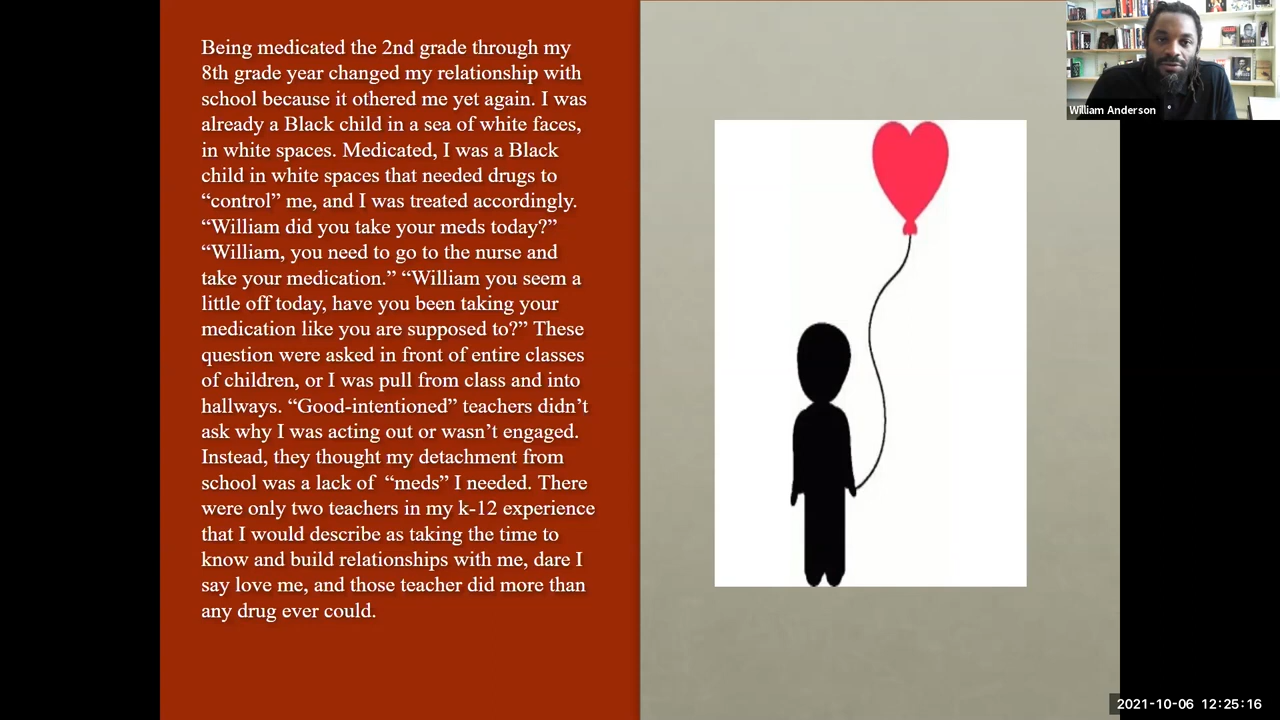 Being medicated the 2nd grade through my
8th grade year changed my relationship with
school because it othered me yet again. I was
already a Black child in a sea of white faces,
in white spaces. Medicated, I was a Black
child in white spaces that needed drugs to
“control” me, and I was treated accordingly.
“William did you take your meds today?”
“William, you need to go to the nurse and
take your medication.” “William you seem a
little off today, have you been taking your
medication like you are supposed to?” These
question were asked in front of entire classes
of children, or I was pull from class and into
hallways. “Good-intentioned” teachers didn’t
ask why I was acting out or wasn’t engaged.
Instead, they thought my detachment from
school was a lack of “meds” I needed. There
were only two teachers in my k-12 experience
that I would describe as taking the time to
know and build relationships with me, dare I
say love me, and those teacher did more than
any drug ever could.
William Anderson
2021-10-06 12:25:16